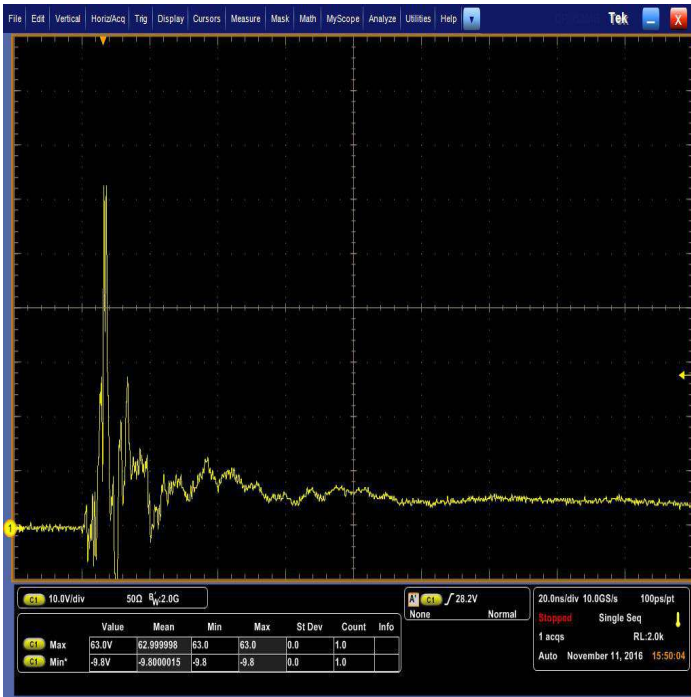 File Edit Vertical Horiz/Acq Trig Display Cursors Measure Mask Math MyScope Analyze Utilities Help Tek X
1
C1 10.0V/div 50Ω BW:2.0G
A' C1 28.2V
None Normal
20.0ns/div 10.0GS/s 100ps/pt
Stopped Single Seq
1 acqs RL:2.0k
Auto November 11, 2016 15:50:04
Value Mean Min Max St Dev Count Info
C1 Max 63.0V 62.999998 63.0 63.0 0.0 1.0
C1 Min* -9.8V -9.8000015 -9.8 -9.8 0.0 1.0